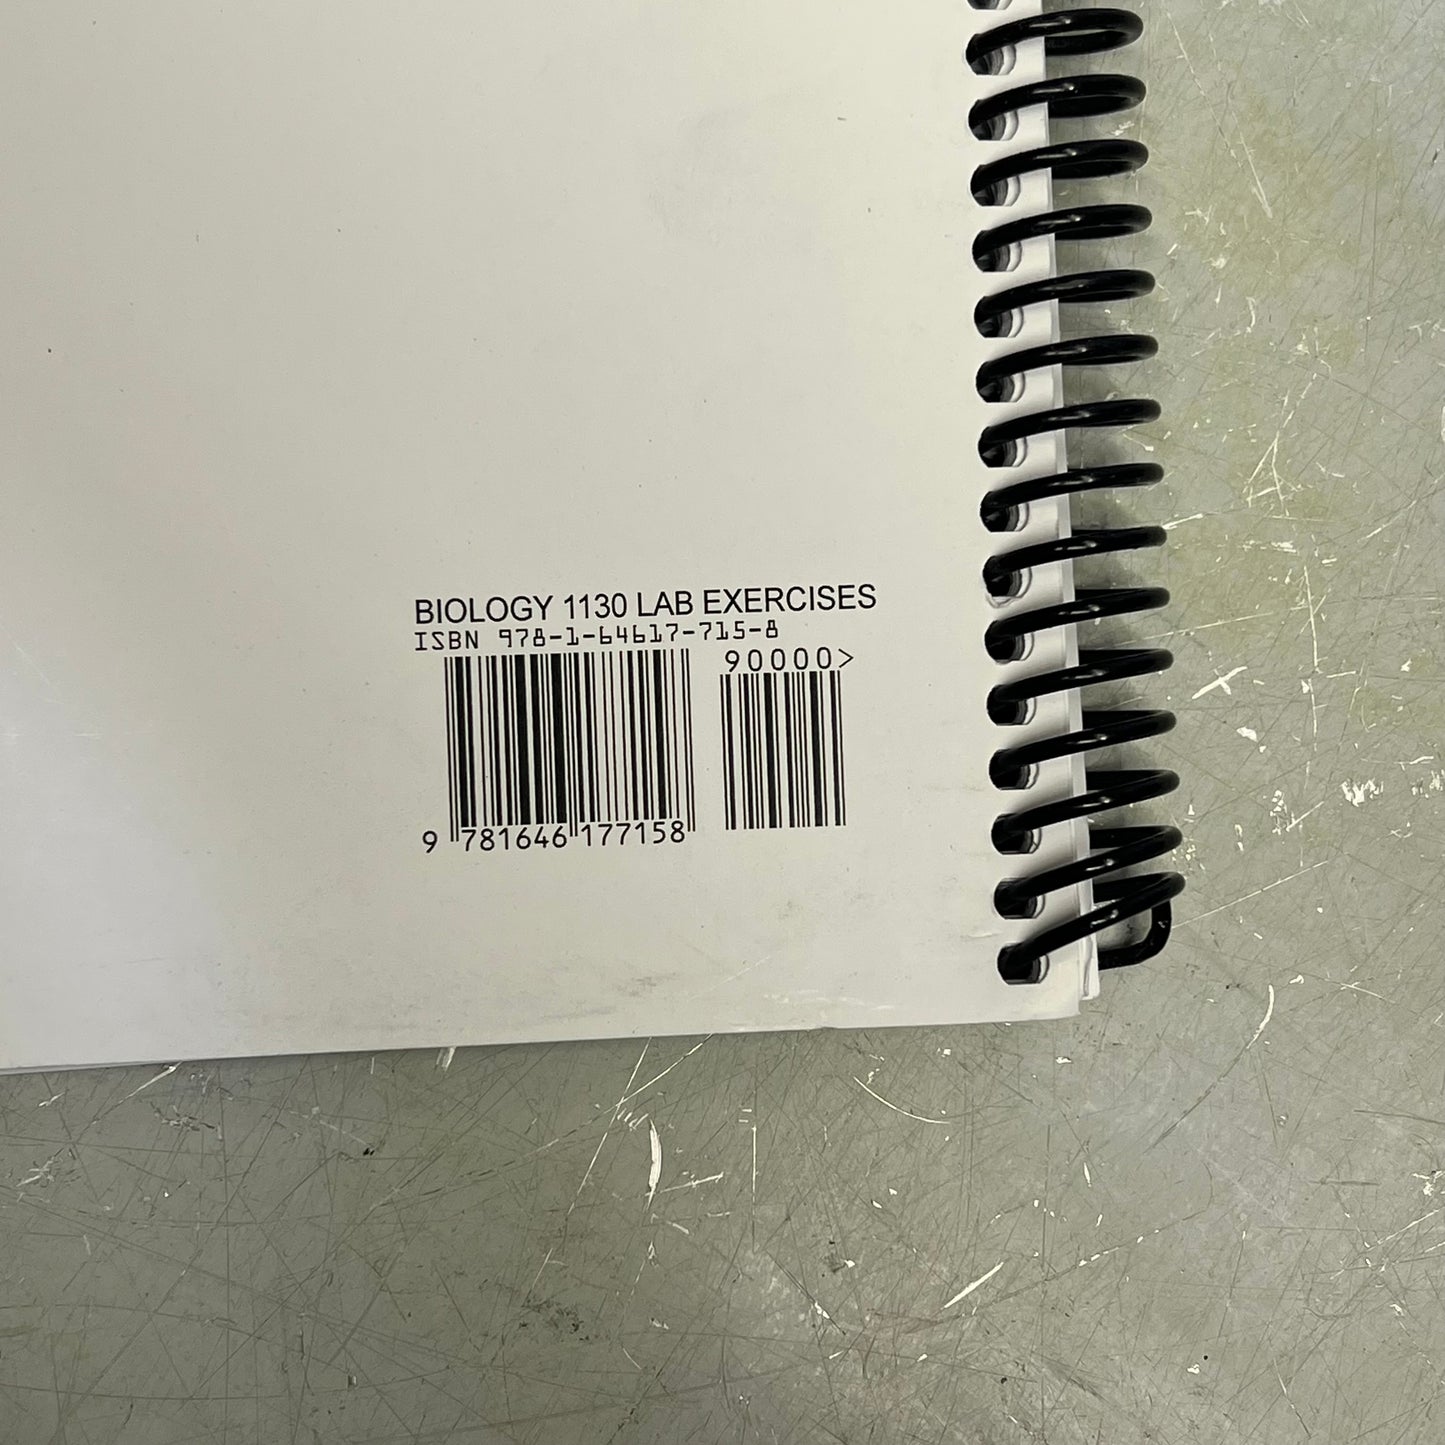 BIOLOGY 1130 LAB EXERCISES
ISBN 978-1-64617-715-8
90000>
9 781646 177158